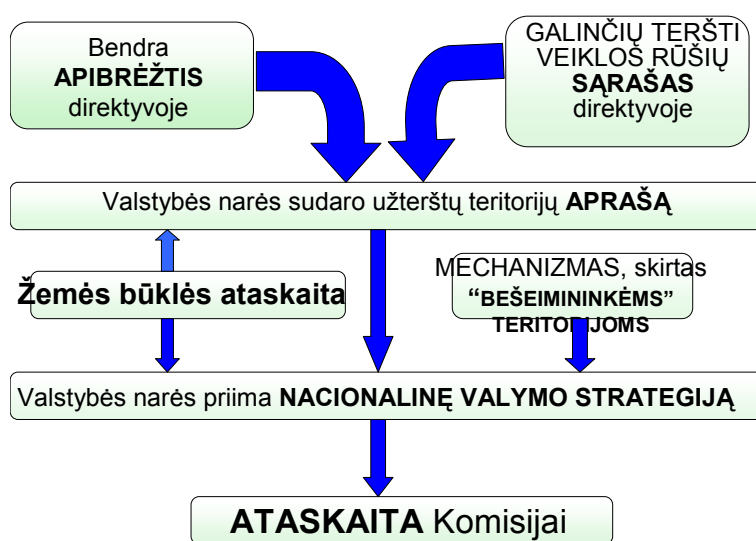 Bendra
APIBRĖŽTIS
direktyvoje
GALINČIŲ TERŠTI
VEIKLOS RŪŠIŲ
SĄRAŠAS
direktyvoje
Valstybės narės sudaro užterštų teritorijų APRAŠĄ
Žemės būklės ataskaita
MECHANIZMAS, skirtas
“BEŠEIMININKĖMS”
TERITORIJOMS
Valstybės narės priima NACIONALINĘ VALYMO STRATEGIJĄ
ATASKAITA Komisijai